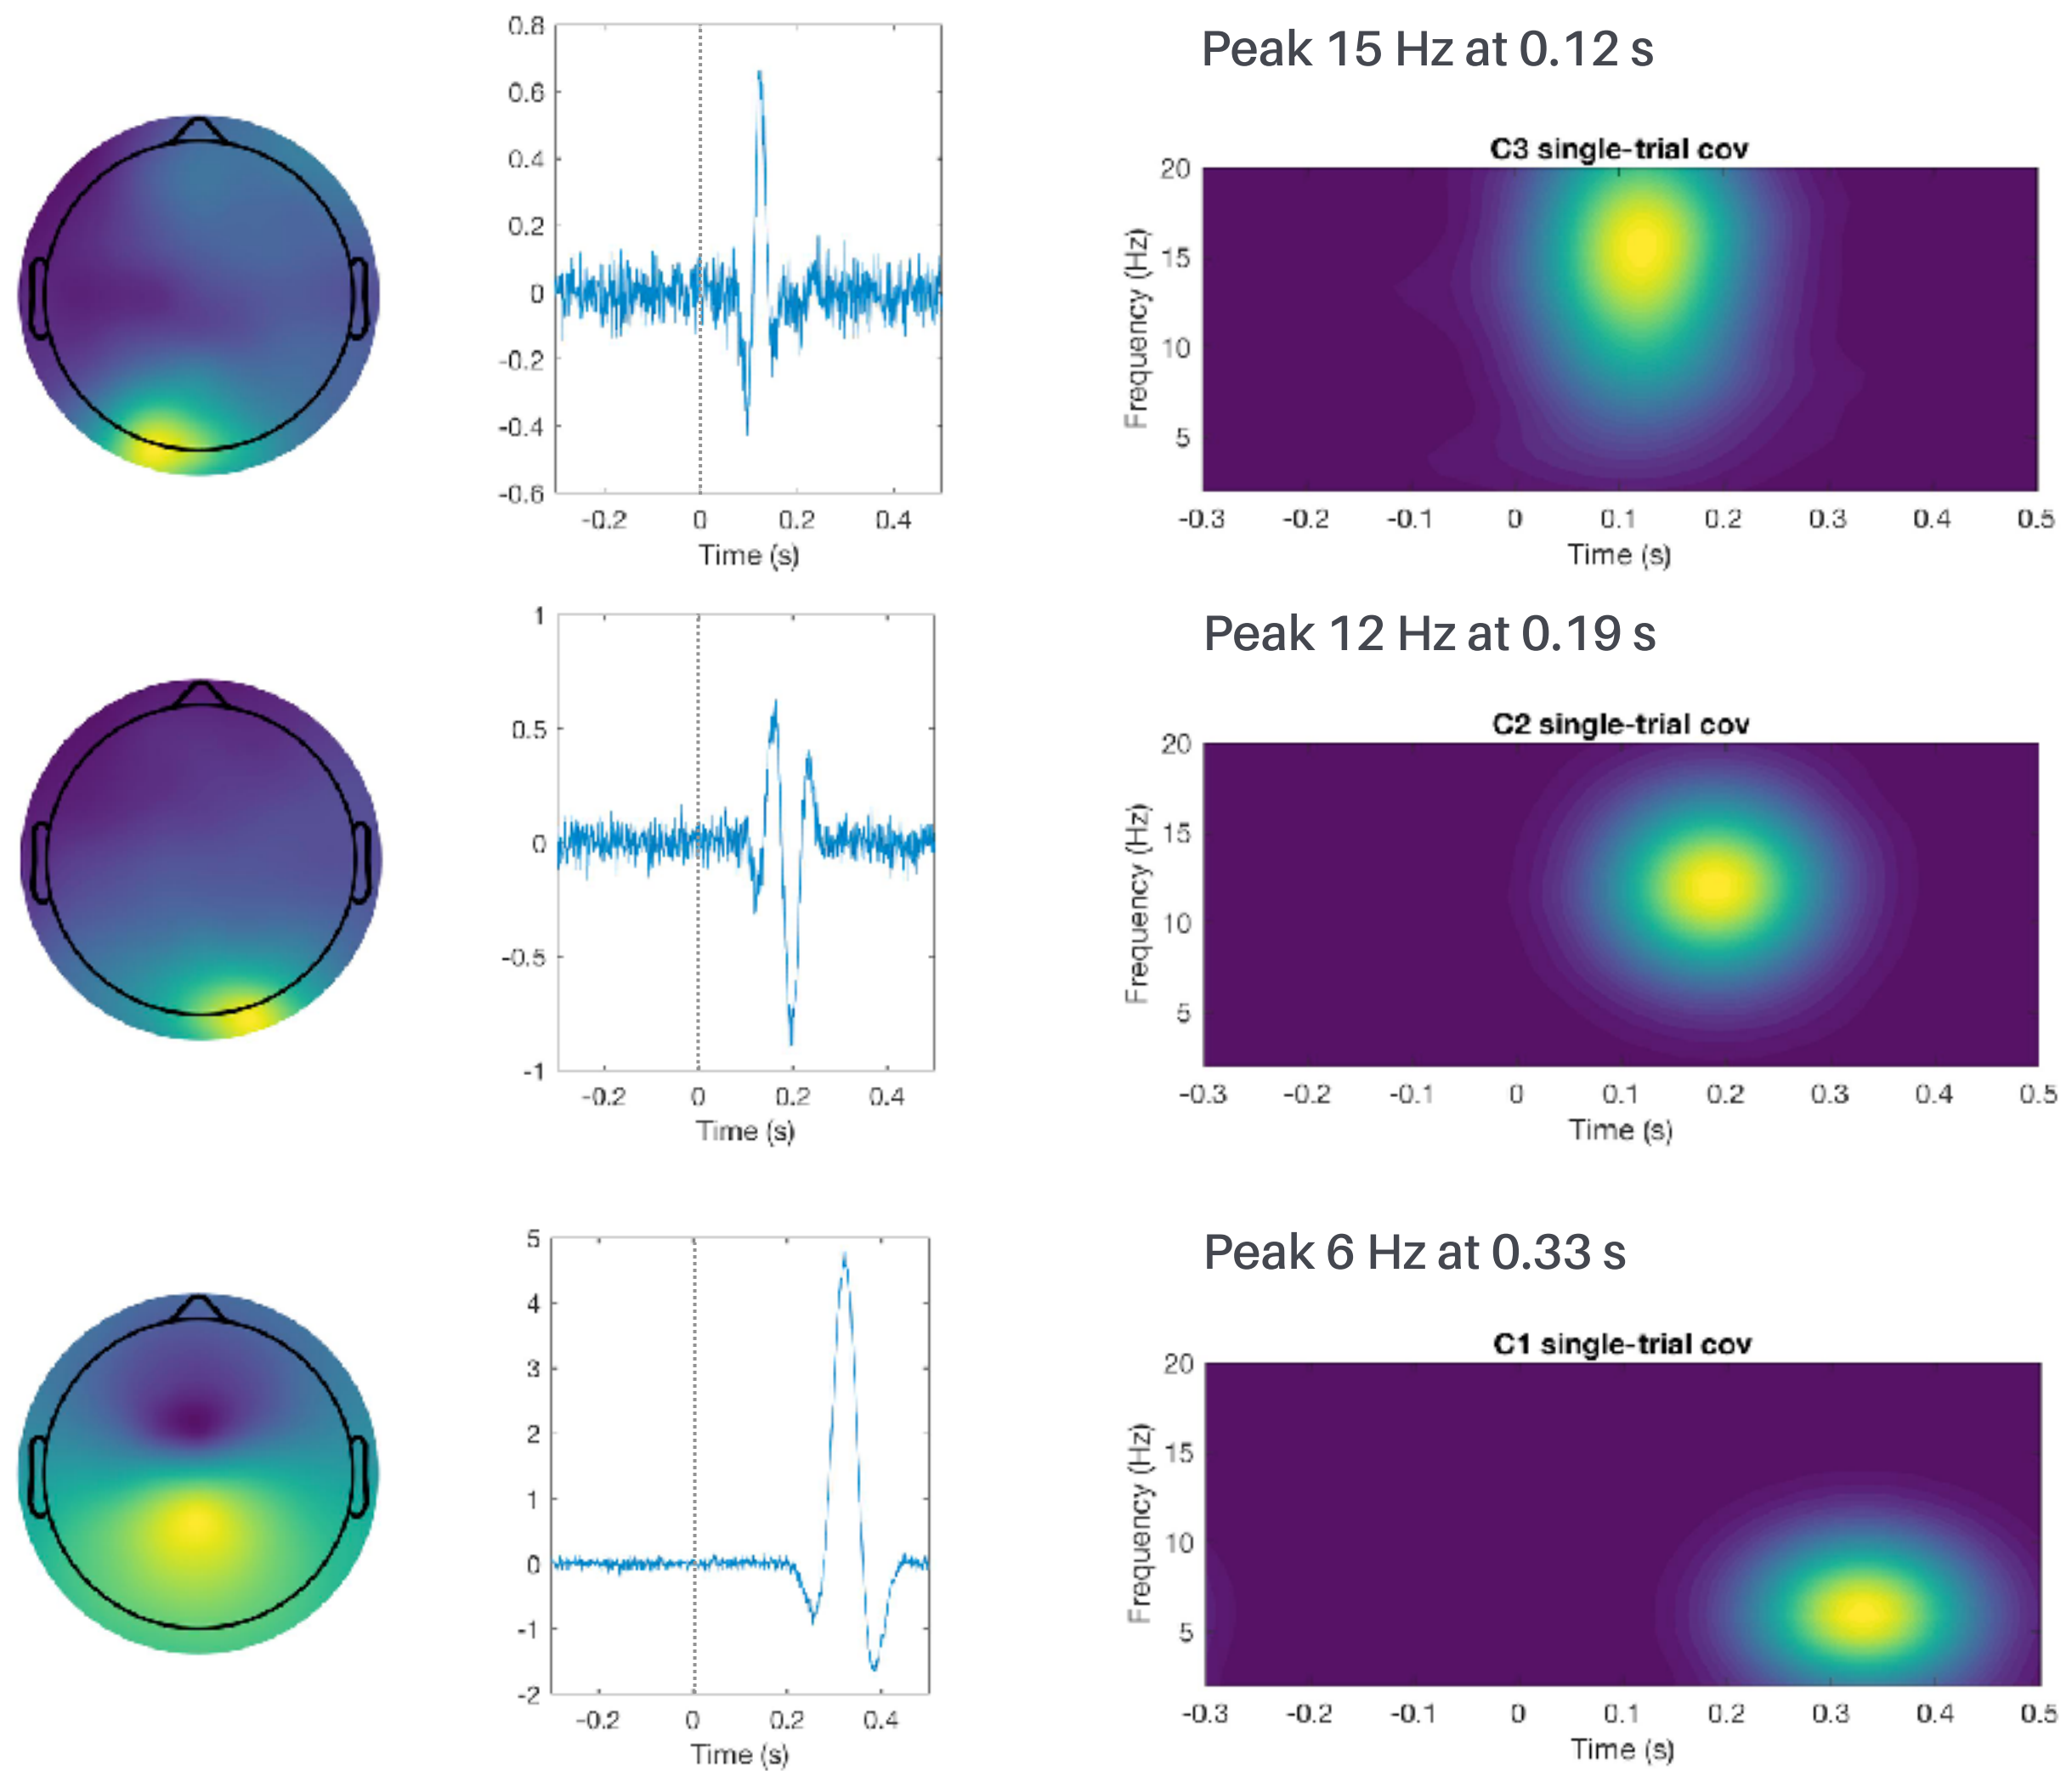 0.8
0.6
0.4
0.2
0
-0.2
-0.4
-0.6
-0.2 0 0.2 0.4
Time (s)
Peak 15 Hz at 0.12 s
C3 single-trial cov
Frequency (Hz)
20
15
10
5
-0.3 -0.2 -0.1 0 0.1 0.2 0.3 0.4 0.5
Time (s)
1
0.5
0
-0.5
-1
-0.2 0 0.2 0.4
Time (s)
Peak 12 Hz at 0.19 s
C2 single-trial cov
Frequency (Hz)
20
15
10
5
-0.3 -0.2 -0.1 0 0.1 0.2 0.3 0.4 0.5
Time (s)
5
4
3
2
1
0
-1
-2
-0.2 0 0.2 0.4
Time (s)
Peak 6 Hz at 0.33 s
C1 single-trial cov
Frequency (Hz)
20
15
10
5
-0.3 -0.2 -0.1 0 0.1 0.2 0.3 0.4 0.5
Time (s)